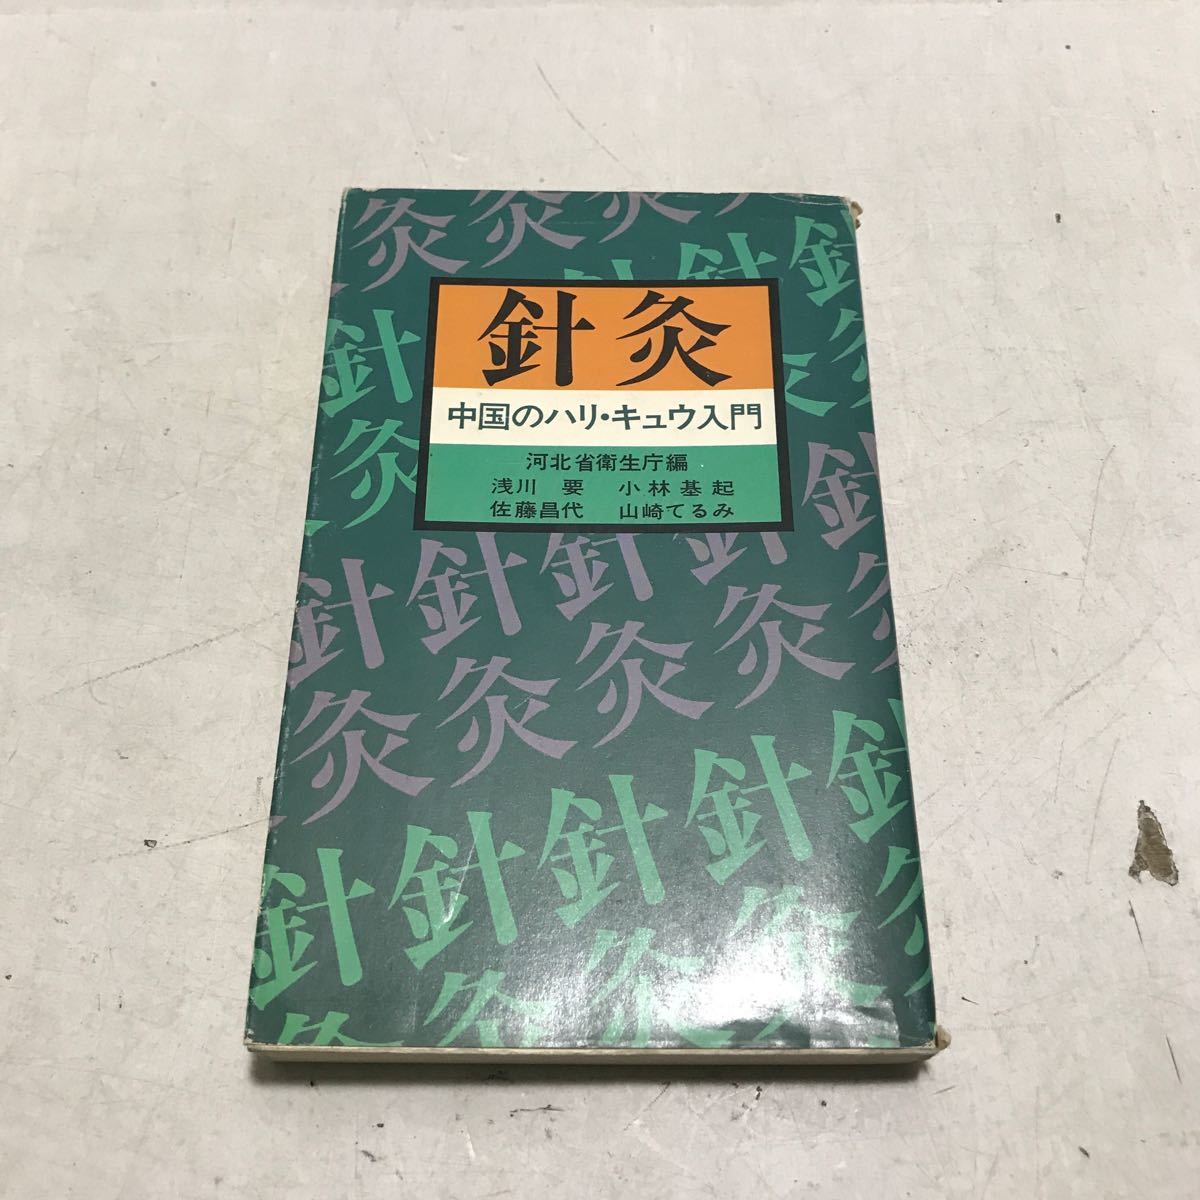 針灸
中国のハリ・キュウ入門
河北省衛生庁編
浅川 要 小林基起
佐藤昌代 山崎てるみ